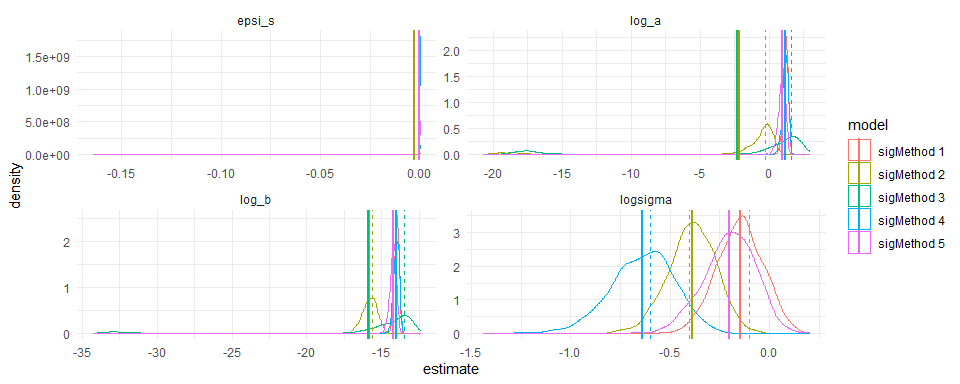 epsi_s
log_a
1.5e+09
1.0e+09
5.0e+08
0.0e+00
-0.15
-0.10
-0.05
0.00
2.0
1.5
1.0
0.5
0.0
-20
-15
-10
-5
0
density
log_b
logsigma
2
1
0
-35
-30
-25
-20
-15
3
2
1
0
-1.5
-1.0
-0.5
0.0
estimate
model
sigMethod 1
sigMethod 2
sigMethod 3
sigMethod 4
sigMethod 5